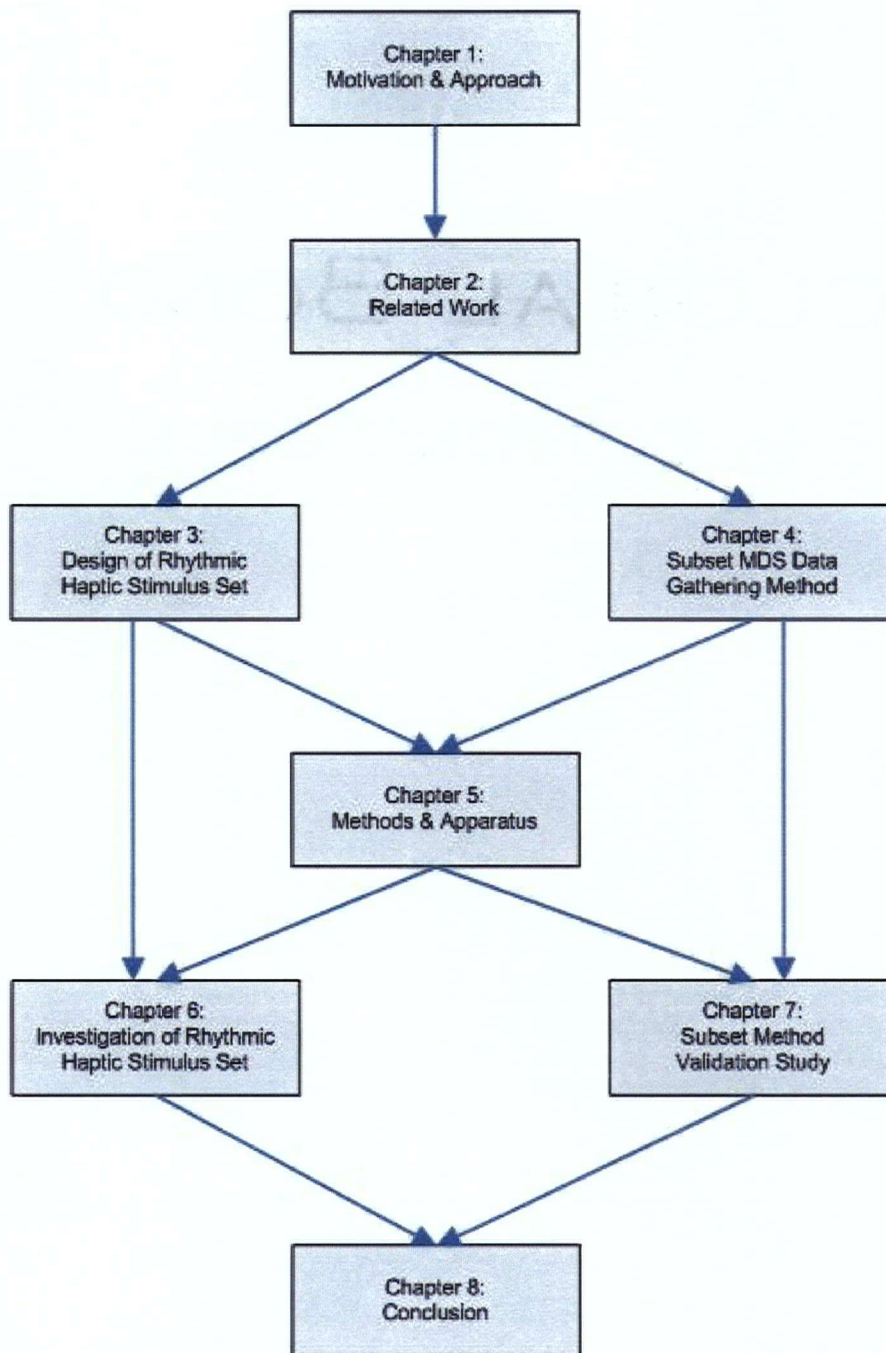 Chapter 1:
Motivation & Approach
Chapter 2:
Related Work
Chapter 3:
Design of Rhythmic
Haptic Stimulus Set
Chapter 4:
Subset MDS Data
Gathering Method
Chapter 5:
Methods & Apparatus
Chapter 6:
Investigation of Rhythmic
Haptic Stimulus Set
Chapter 7:
Subset Method
Validation Study
Chapter 8:
Conclusion